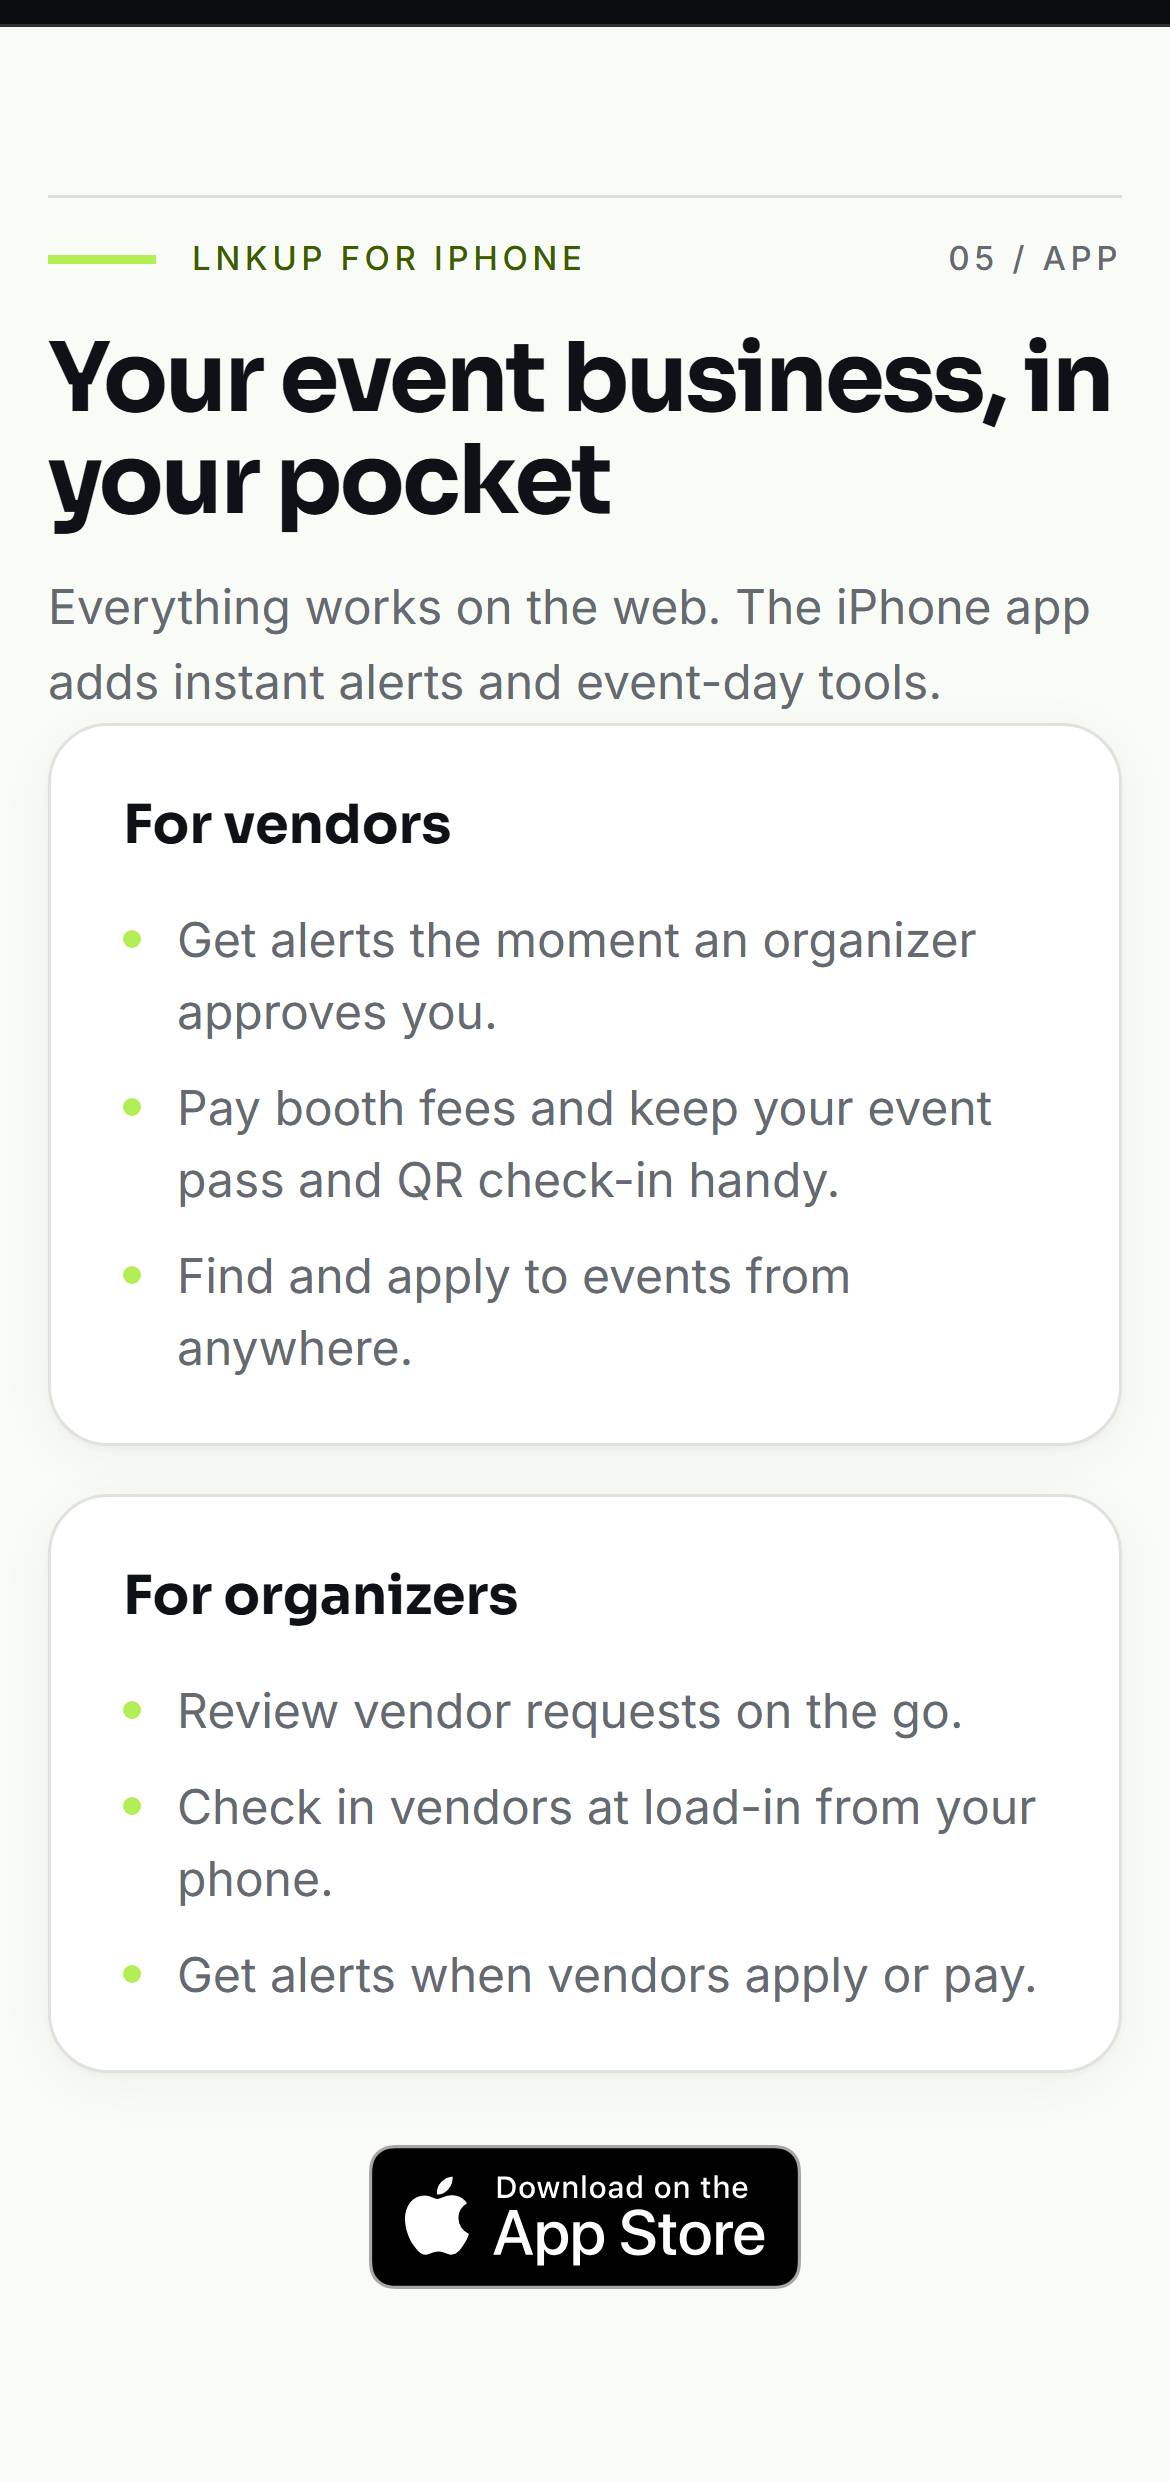 LNKUP FOR IPHONE
05 / APP
Your event business, in
your pocket
Everything works on the web. The iPhone app
adds instant alerts and event-day tools.
For vendors
Get alerts the moment an organizer
approves you.
Pay booth fees and keep your event
pass and QR check-in handy.
Find and apply to events from
anywhere.
For organizers
Review vendor requests on the go.
Check in vendors at load-in from your
phone.
Get alerts when vendors apply or pay.
Download on the
App Store